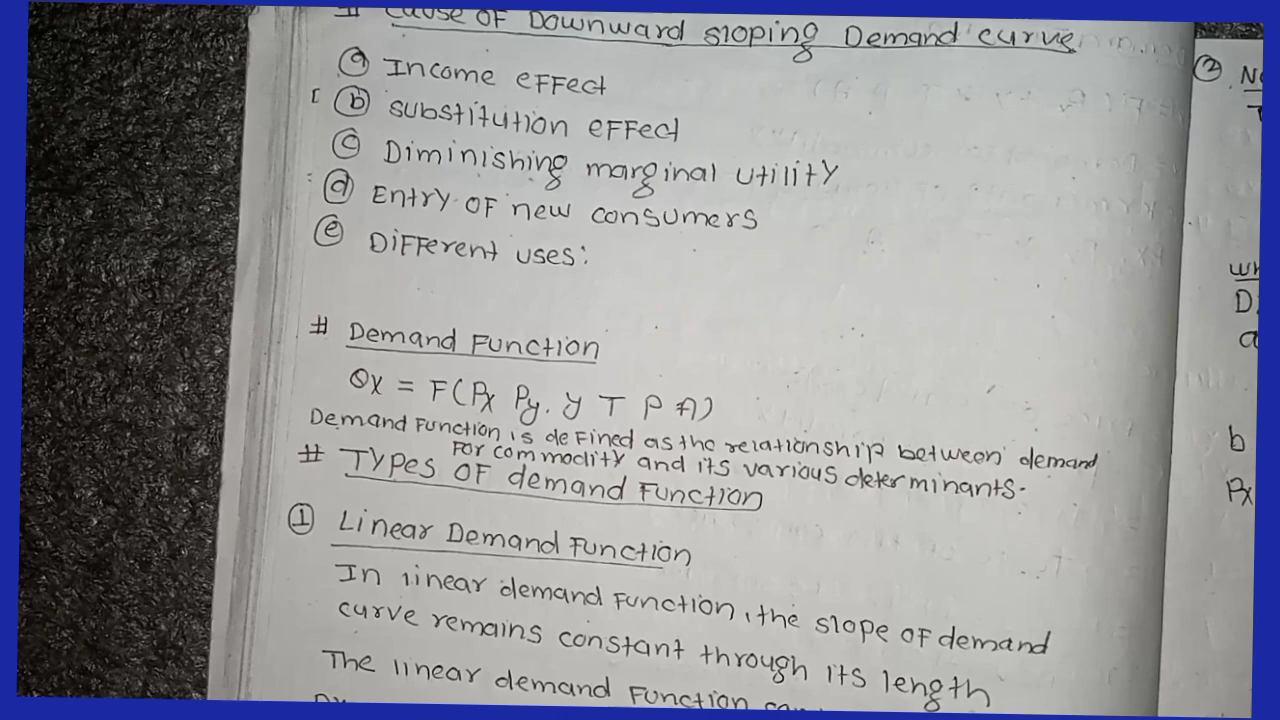 # Cause OF Downward sloping Demand curve
(a) Income eFFect
(b) substitution eFFect
(c) Diminishing marginal utility
(d) Entry OF new consumers
(e) DiFFerent uses:
# Demand Function
Qx = F(Px Py. y T P A)
Demand Function is deFined as the relationship between demand
For commodity and its various determinants.
# Types OF demand Function
(1) Linear Demand Function
In linear demand Function, the slope OF demand
curve remains constant through its length
The linear demand Function
(2)
D
a
b
Px